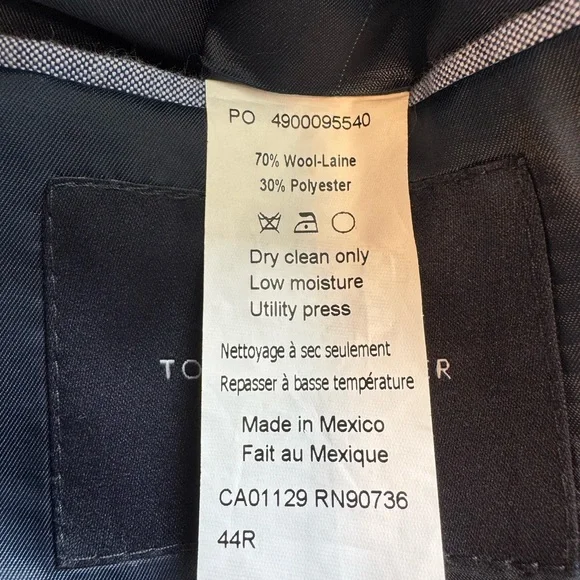 PO 4900095540
70% Wool-Laine
30% Polyester
Dry clean only
Low moisture
Utility press
Nettoyage à sec seulement
Repasser à basse température
Made in Mexico
Fait au Mexique
CA01129 RN90736
44R